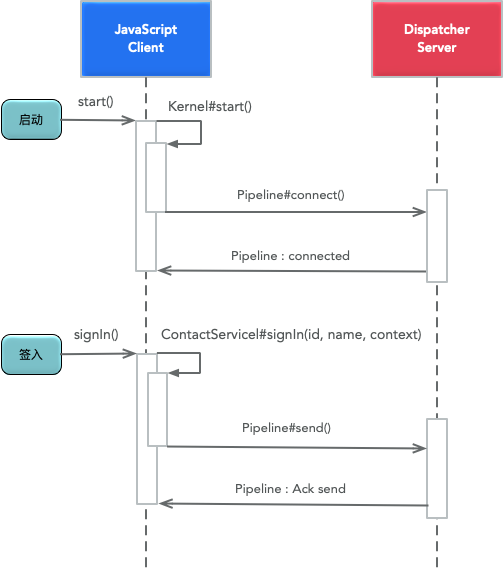 JavaScript
Client
Dispatcher
Server
start()
Kernel#start()
启动
Pipeline#connect()
Pipeline : connected
signIn()
ContactServicel#signIn(id, name, context)
签入
Pipeline#send()
Pipeline : Ack send